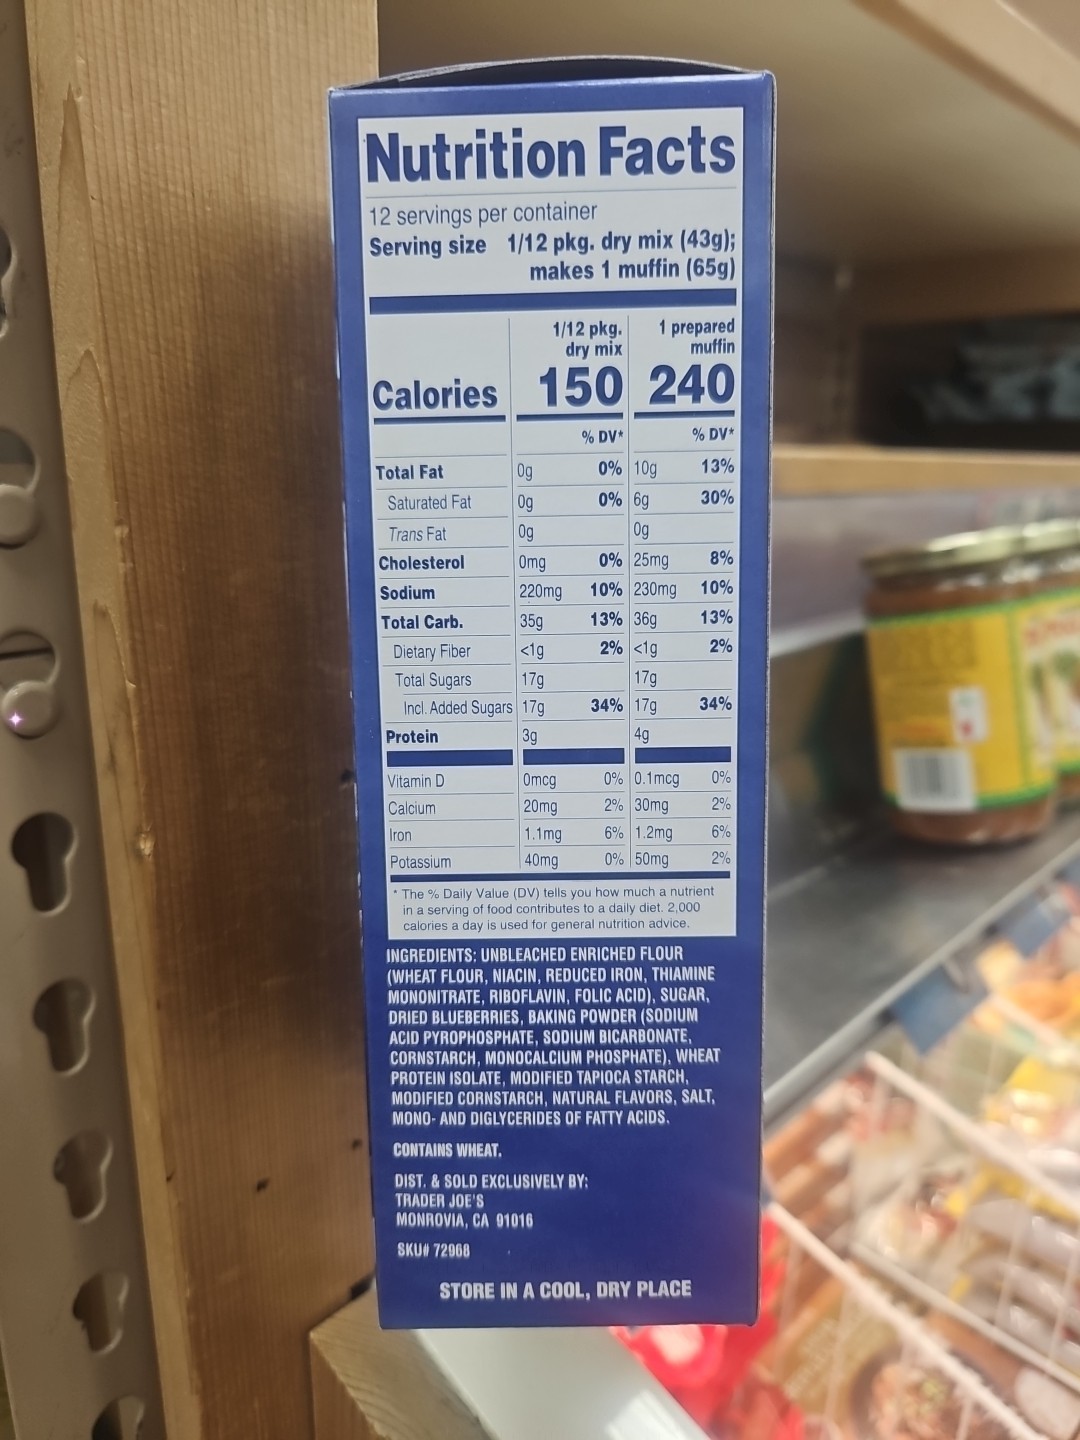 Nutrition Facts
12 servings per container
Serving size 1/12 pkg. dry mix (43g);
makes 1 muffin (65g)
1/12 pkg. 1 prepared
dry mix muffin
Calories 150 240
% DV* % DV*
Total Fat 0g 0% 10g 13%
Saturated Fat 0g 0% 6g 30%
Trans Fat 0g 0g
Cholesterol 0mg 0% 25mg 8%
Sodium 220mg 10% 230mg 10%
Total Carb. 35g 13% 36g 13%
Dietary Fiber <1g 2% <1g 2%
Total Sugars 17g 17g
Incl. Added Sugars 17g 34% 17g 34%
Protein 3g 4g
Vitamin D 0mcg 0% 0.1mcg 0%
Calcium 20mg 2% 30mg 2%
Iron 1.1mg 6% 1.2mg 6%
Potassium 40mg 0% 50mg 2%
* The % Daily Value (DV) tells you how much a nutrient
in a serving of food contributes to a daily diet. 2,000
calories a day is used for general nutrition advice.
INGREDIENTS: UNBLEACHED ENRICHED FLOUR
(WHEAT FLOUR, NIACIN, REDUCED IRON, THIAMINE
MONONITRATE, RIBOFLAVIN, FOLIC ACID), SUGAR,
DRIED BLUEBERRIES, BAKING POWDER (SODIUM
ACID PYROPHOSPHATE, SODIUM BICARBONATE,
CORNSTARCH, MONOCALCIUM PHOSPHATE), WHEAT
PROTEIN ISOLATE, MODIFIED TAPIOCA STARCH,
MODIFIED CORNSTARCH, NATURAL FLAVORS, SALT,
MONO- AND DIGLYCERIDES OF FATTY ACIDS.
CONTAINS WHEAT.
DIST. & SOLD EXCLUSIVELY BY:
TRADER JOE'S
MONROVIA, CA 91016
SKU# 72968
STORE IN A COOL, DRY PLACE